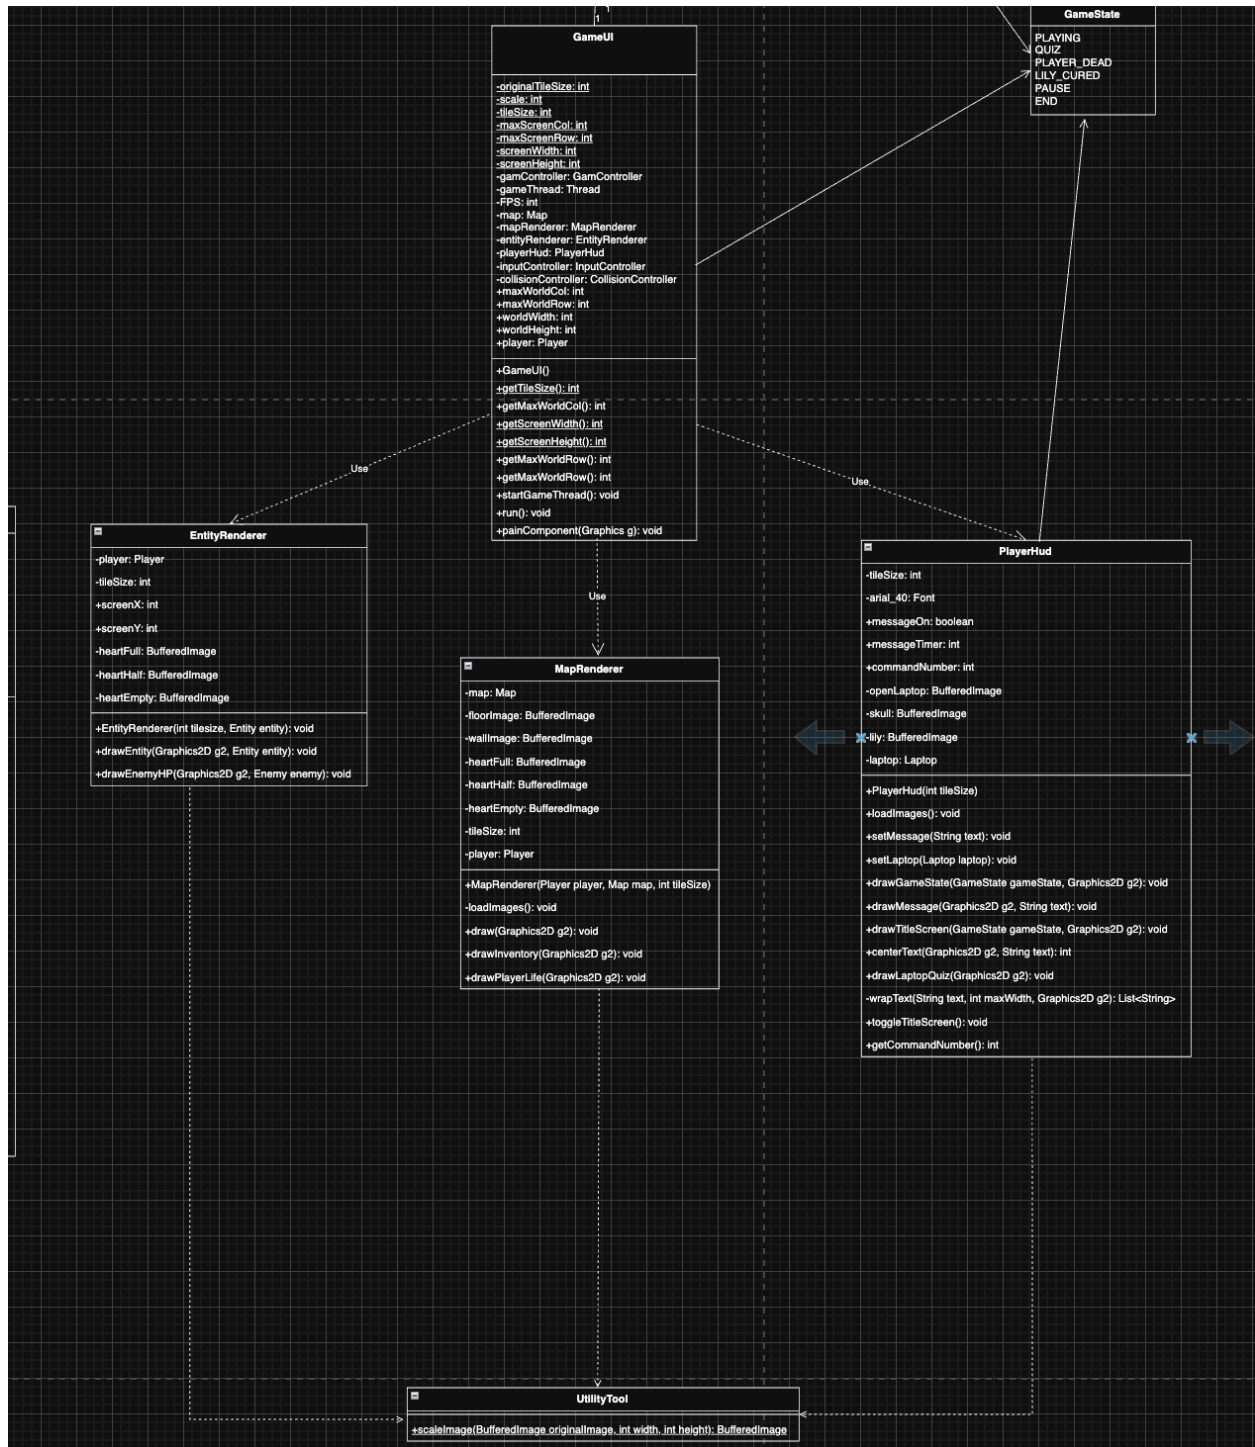 1
1
GameUI
-originalTileSize: int
-scale: int
-tileSize: int
-maxScreenCol: int
-maxScreenRow: int
-screenWidth: int
-screenHeight: int
-gamController: GamController
-gameThread: Thread
-FPS: int
-map: Map
-mapRenderer: MapRenderer
-entityRenderer: EntityRenderer
-playerHud: PlayerHud
-inputController: InputController
-collisionController: CollisionController
+maxWorldCol: int
+maxWorldRow: int
+worldWidth: int
+worldHeight: int
+player: Player
+GameUI()
+getTileSize(): int
+getMaxWorldCol(): int
+getScreenWidth(): int
+getScreenHeight(): int
+getMaxWorldRow(): int
+getMaxWorldRow(): int
+startGameThread(): void
+run(): void
+painComponent(Graphics g): void
GameState
PLAYING
QUIZ
PLAYER_DEAD
LILY_CURED
PAUSE
END
Use
Use
Use
EntityRenderer
-player: Player
-tileSize: int
+screenX: int
+screenY: int
-heartFull: BufferedImage
-heartHalf: BufferedImage
-heartEmpty: BufferedImage
+EntityRenderer(int tilesize, Entity entity): void
+drawEntity(Graphics2D g2, Entity entity): void
+drawEnemyHP(Graphics2D g2, Enemy enemy): void
MapRenderer
-map: Map
-floorImage: BufferedImage
-wallImage: BufferedImage
-heartFull: BufferedImage
-heartHalf: BufferedImage
-heartEmpty: BufferedImage
-tileSize: int
-player: Player
+MapRenderer(Player player, Map map, int tileSize)
-loadImages(): void
+draw(Graphics2D g2): void
+drawInventory(Graphics2D g2): void
+drawPlayerLife(Graphics2D g2): void
PlayerHud
-tileSize: int
-arial_40: Font
+messageOn: boolean
+messageTimer: int
+commandNumber: int
-openLaptop: BufferedImage
-skull: BufferedImage
-lily: BufferedImage
-laptop: Laptop
+PlayerHud(int tileSize)
+loadImages(): void
+setMessage(String text): void
+setLaptop(Laptop laptop): void
+drawGameState(GameState gameState, Graphics2D g2): void
+drawMessage(Graphics2D g2, String text): void
+drawTitleScreen(GameState gameState, Graphics2D g2): void
+centerText(Graphics2D g2, String text): int
+drawLaptopQuiz(Graphics2D g2): void
-wrapText(String text, int maxWidth, Graphics2D g2): List<String>
+toggleTitleScreen(): void
+getCommandNumber(): int
UtilityTool
+scaleImage(BufferedImage originalImage, int width, int height): BufferedImage